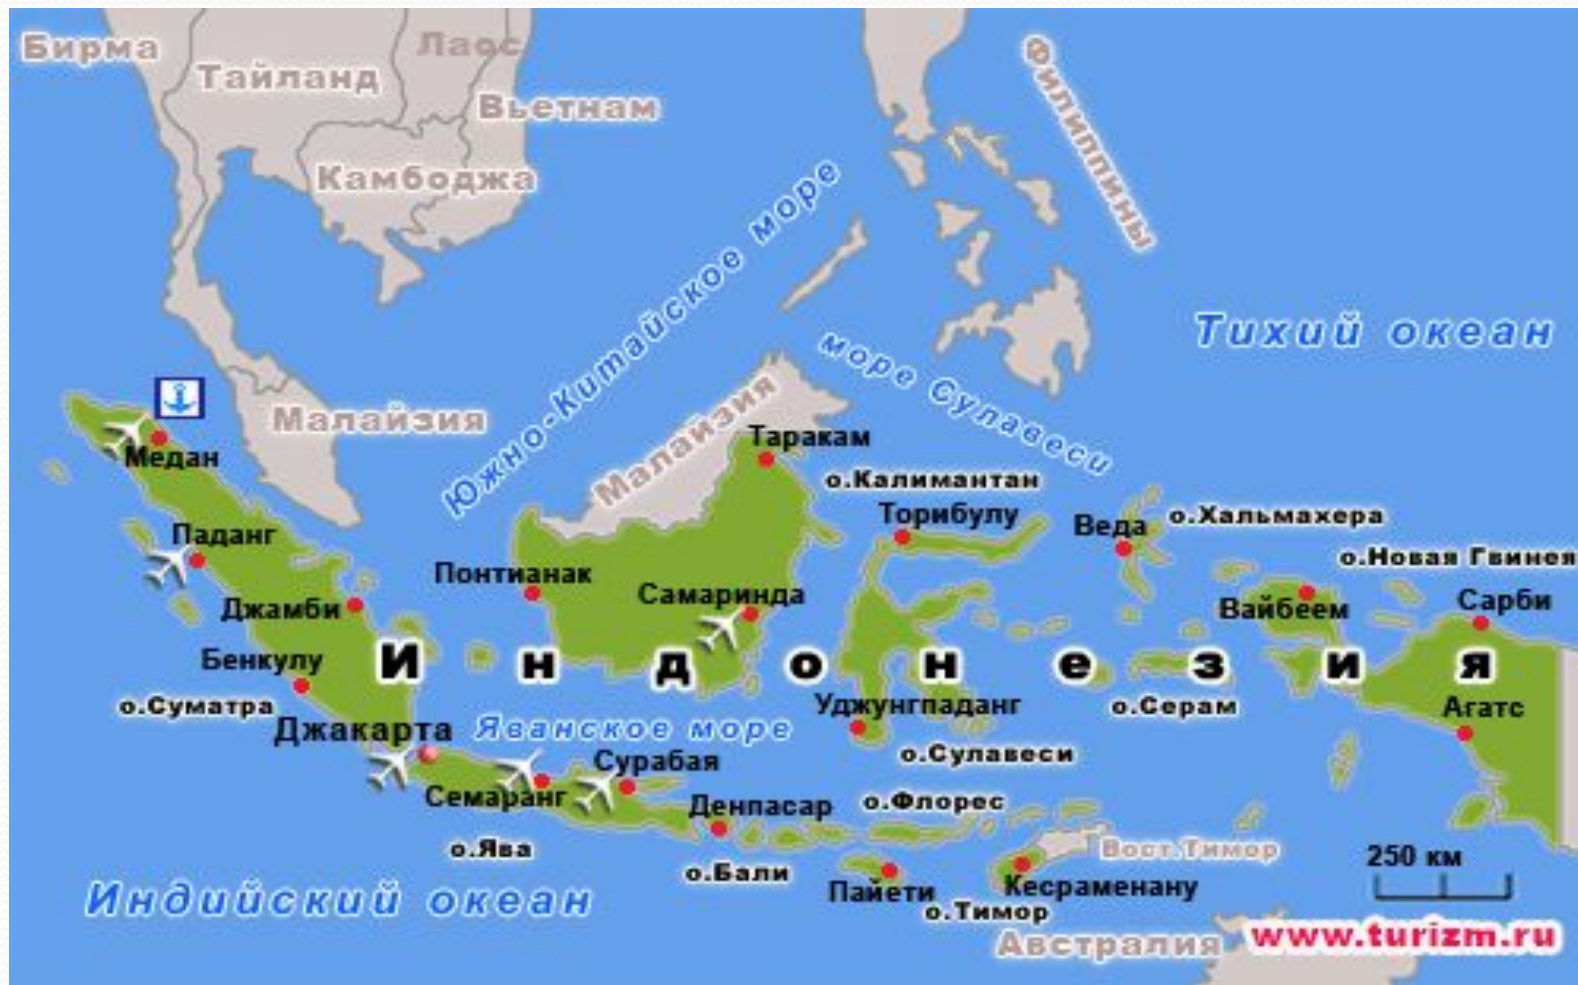 Бирма
Лаос
Тайланд
Вьетнам
Камбоджа
Филиппины
Южно-Китайское море
Тихий океан
море Сулавеси
Малайзия
Малайзия
Медан
Таракам
о.Калимантан
Торибулу
Веда
о.Хальмахера
Паданг
о.Новая Гвинея
Понтианак
Самаринда
Вайбеем
Сарби
Джамби
Индонезия
Бенкулу
о.Суматра
Уджунгпаданг
о.Серам
Агатс
Джакарта
Яванское море
о.Сулавеси
Сурабая
Семаранг
Денпасар
о.Флорес
о.Ява
Вост.Тимор
250 км
о.Бали
Пайети
Кесраменану
Индийский океан
о.Тимор
Австралия
www.turizm.ru